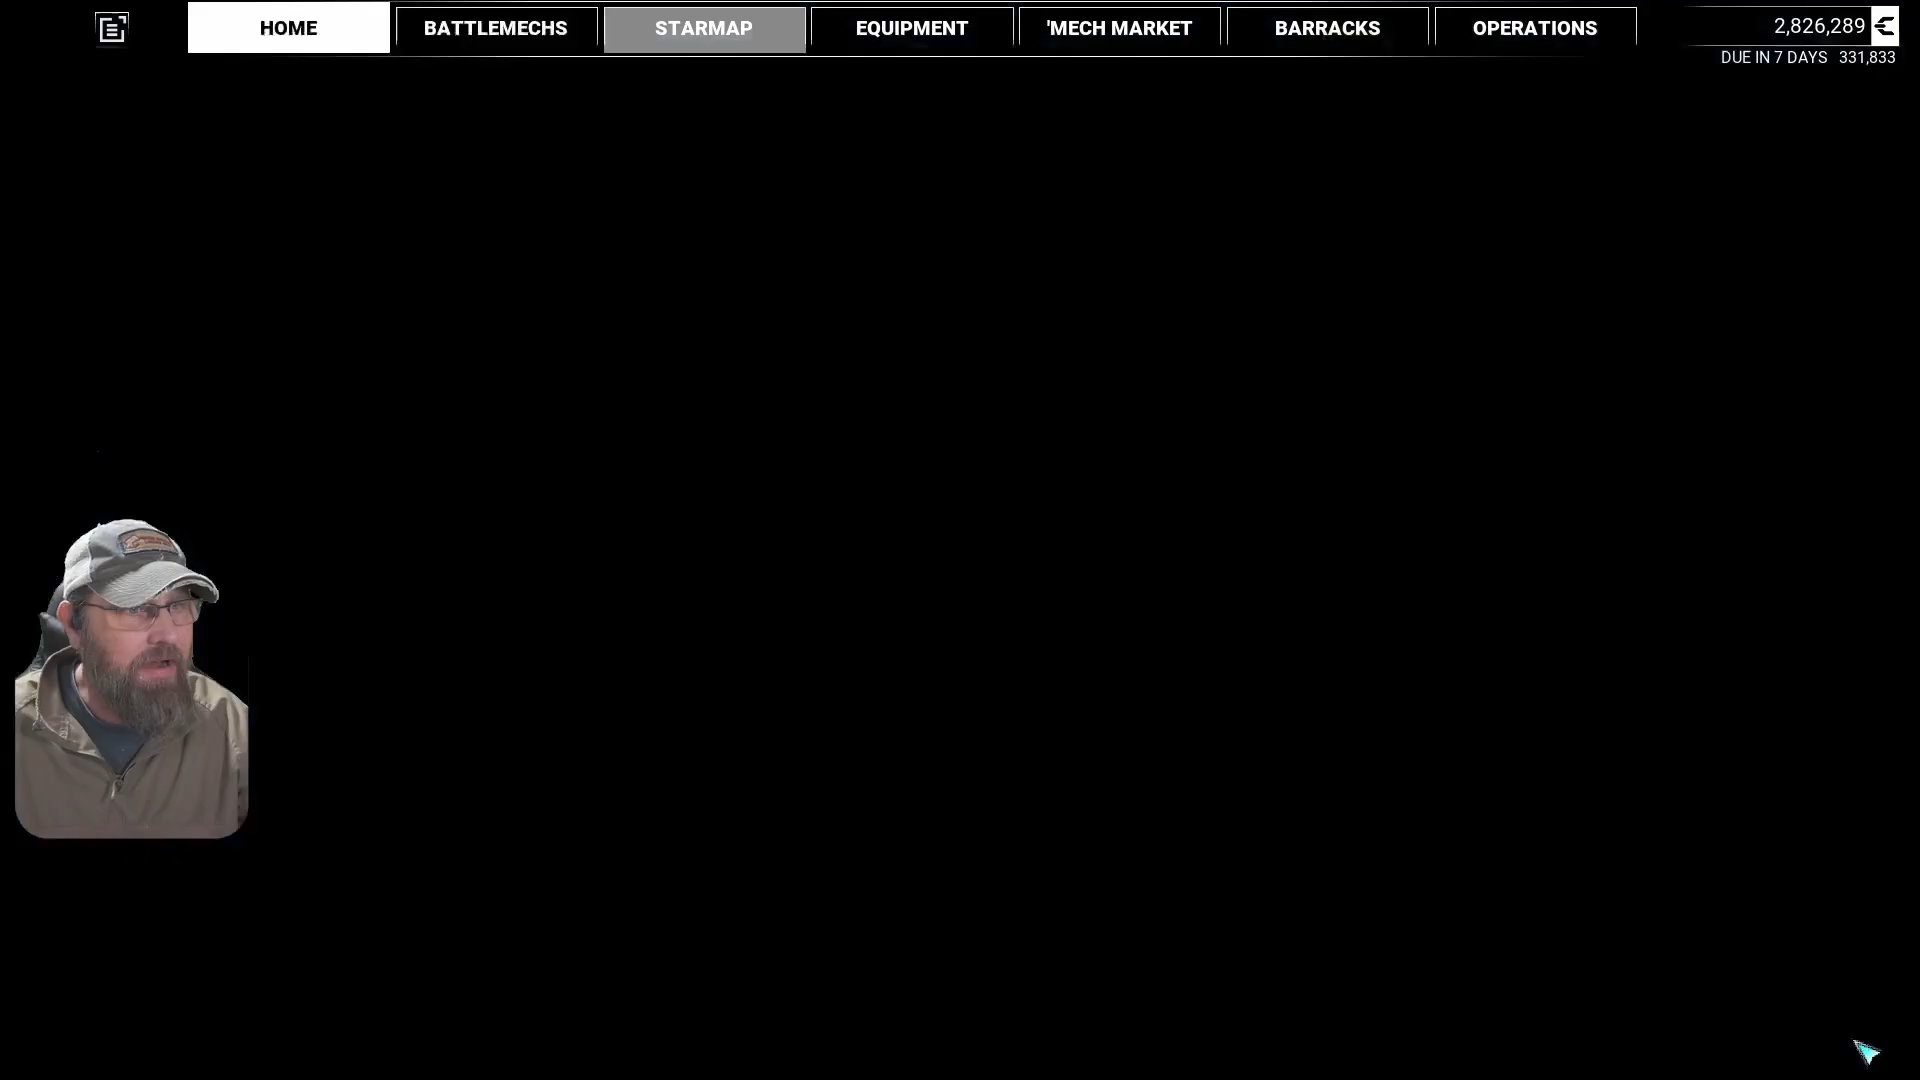 HOME
BATTLEMECHS
STARMAP
EQUIPMENT
'MECH MARKET
BARRACKS
OPERATIONS
2,826,289
DUE IN 7 DAYS 331,833